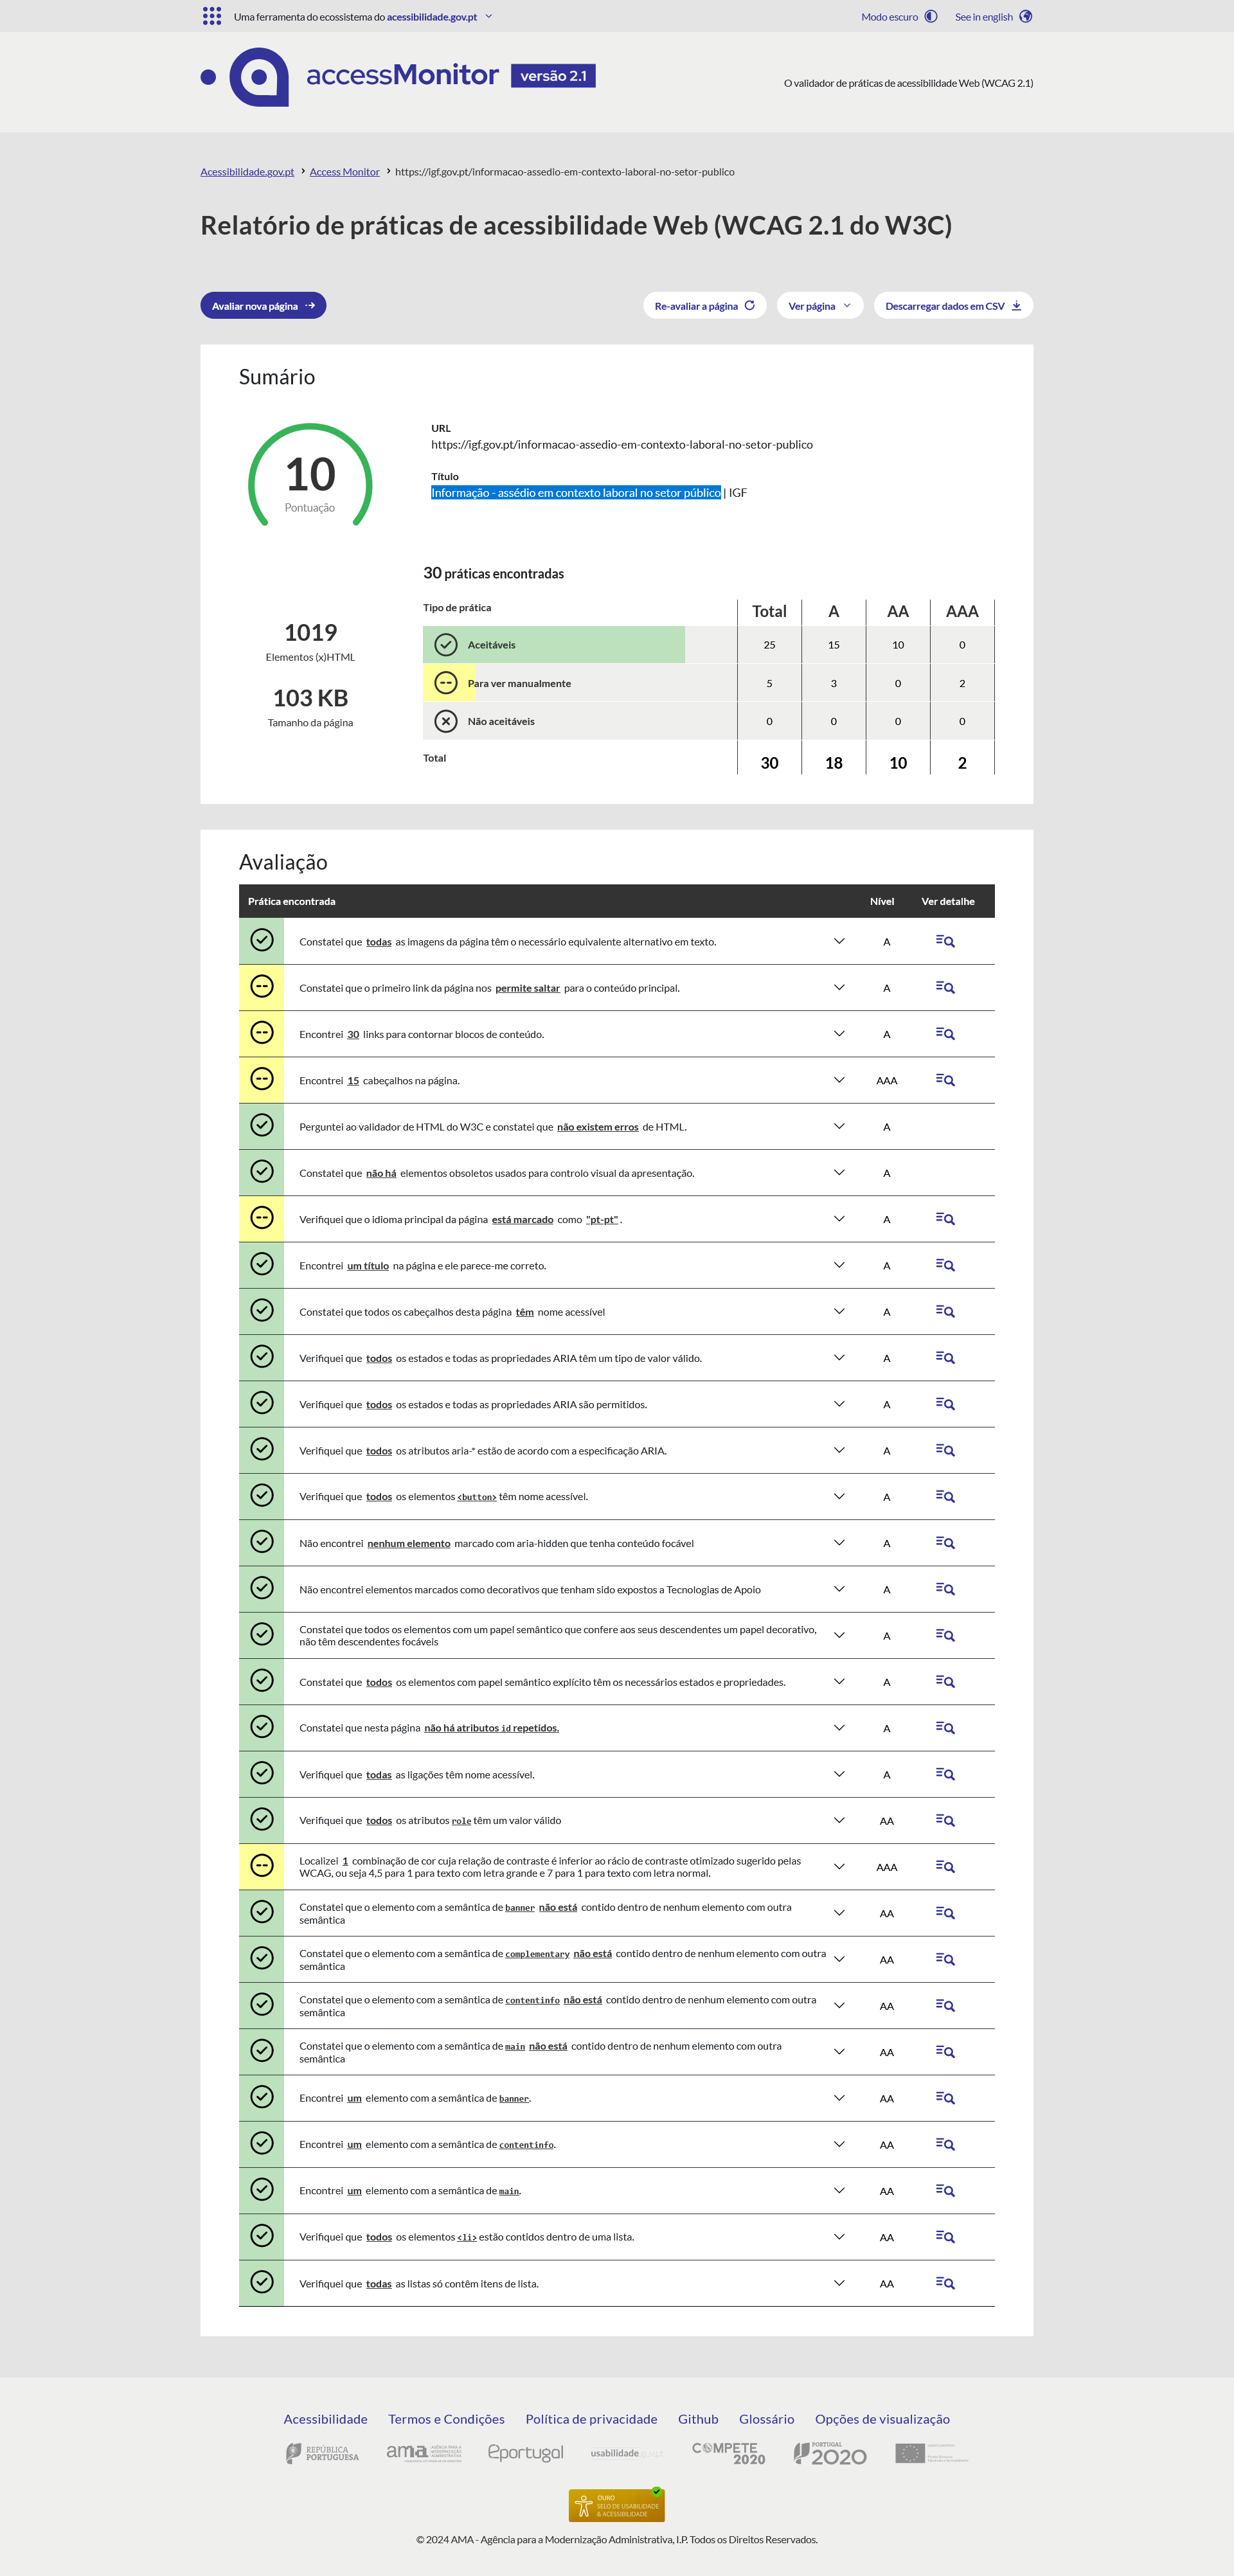 Uma ferramenta do ecossistema do acessibilidade.gov.pt
Modo escuro
See in english
accessMonitor versão 2.1
O validador de práticas de acessibilidade Web (WCAG 2.1)
Acessibilidade.gov.pt
Access Monitor
https://igf.gov.pt/informacao-assedio-em-contexto-laboral-no-setor-publico
Relatório de práticas de acessibilidade Web (WCAG 2.1 do W3C)
Avaliar nova página
Re-avaliar a página
Ver página
Descarregar dados em CSV
Sumário
10
Pontuação
URL
https://igf.gov.pt/informacao-assedio-em-contexto-laboral-no-setor-publico
Título
Informação - assédio em contexto laboral no setor público | IGF
1019
Elementos (x)HTML
103 KB
Tamanho da página
30 práticas encontradas
Tipo de prática Total A AA AAA
Aceitáveis 25 15 10 0
Para ver manualmente 5 3 0 2
Não aceitáveis 0 0 0 0
Total 30 18 10 2
Avaliação
Prática encontrada Nível Ver detalhe
Constatei que todas as imagens da página têm o necessário equivalente alternativo em texto. A
Constatei que o primeiro link da página nos permite saltar para o conteúdo principal. A
Encontrei 30 links para contornar blocos de conteúdo. A
Encontrei 15 cabeçalhos na página. AAA
Perguntei ao validador de HTML do W3C e constatei que não existem erros de HTML. A
Constatei que não há elementos obsoletos usados para controlo visual da apresentação. A
Verifiquei que o idioma principal da página está marcado como "pt-pt" . A
Encontrei um título na página e ele parece-me correto. A
Constatei que todos os cabeçalhos desta página têm nome acessível A
Verifiquei que todos os estados e todas as propriedades ARIA têm um tipo de valor válido. A
Verifiquei que todos os estados e todas as propriedades ARIA são permitidos. A
Verifiquei que todos os atributos aria-* estão de acordo com a especificação ARIA. A
Verifiquei que todos os elementos <button> têm nome acessível. A
Não encontrei nenhum elemento marcado com aria-hidden que tenha conteúdo focável A
Não encontrei elementos marcados como decorativos que tenham sido expostos a Tecnologias de Apoio A
Constatei que todos os elementos com um papel semântico que confere aos seus descendentes um papel decorativo,
não têm descendentes focáveis A
Constatei que todos os elementos com papel semântico explícito têm os necessários estados e propriedades. A
Constatei que nesta página não há atributos id repetidos. A
Verifiquei que todas as ligações têm nome acessível. A
Verifiquei que todos os atributos role têm um valor válido AA
Localizei 1 combinação de cor cuja relação de contraste é inferior ao rácio de contraste otimizado sugerido pelas
WCAG, ou seja 4,5 para 1 para texto com letra grande e 7 para 1 para texto com letra normal. AAA
Constatei que o elemento com a semântica de banner não está contido dentro de nenhum elemento com outra
semântica AA
Constatei que o elemento com a semântica de complementary não está contido dentro de nenhum elemento com outra
semântica AA
Constatei que o elemento com a semântica de contentinfo não está contido dentro de nenhum elemento com outra
semântica AA
Constatei que o elemento com a semântica de main não está contido dentro de nenhum elemento com outra
semântica AA
Encontrei um elemento com a semântica de banner. AA
Encontrei um elemento com a semântica de contentinfo. AA
Encontrei um elemento com a semântica de main. AA
Verifiquei que todos os elementos <li> estão contidos dentro de uma lista. AA
Verifiquei que todas as listas só contêm itens de lista. AA
Acessibilidade Termos e Condições Política de privacidade Github Glossário Opções de visualização
REPÚBLICA
PORTUGUESA
ama
eportugal
usabilidade.gov.pt
COMPETE
2020
PORTUGAL
2020
OURO
SELO DE USABILIDADE
& ACESSIBILIDADE
© 2024 AMA - Agência para a Modernização Administrativa, I.P. Todos os Direitos Reservados.